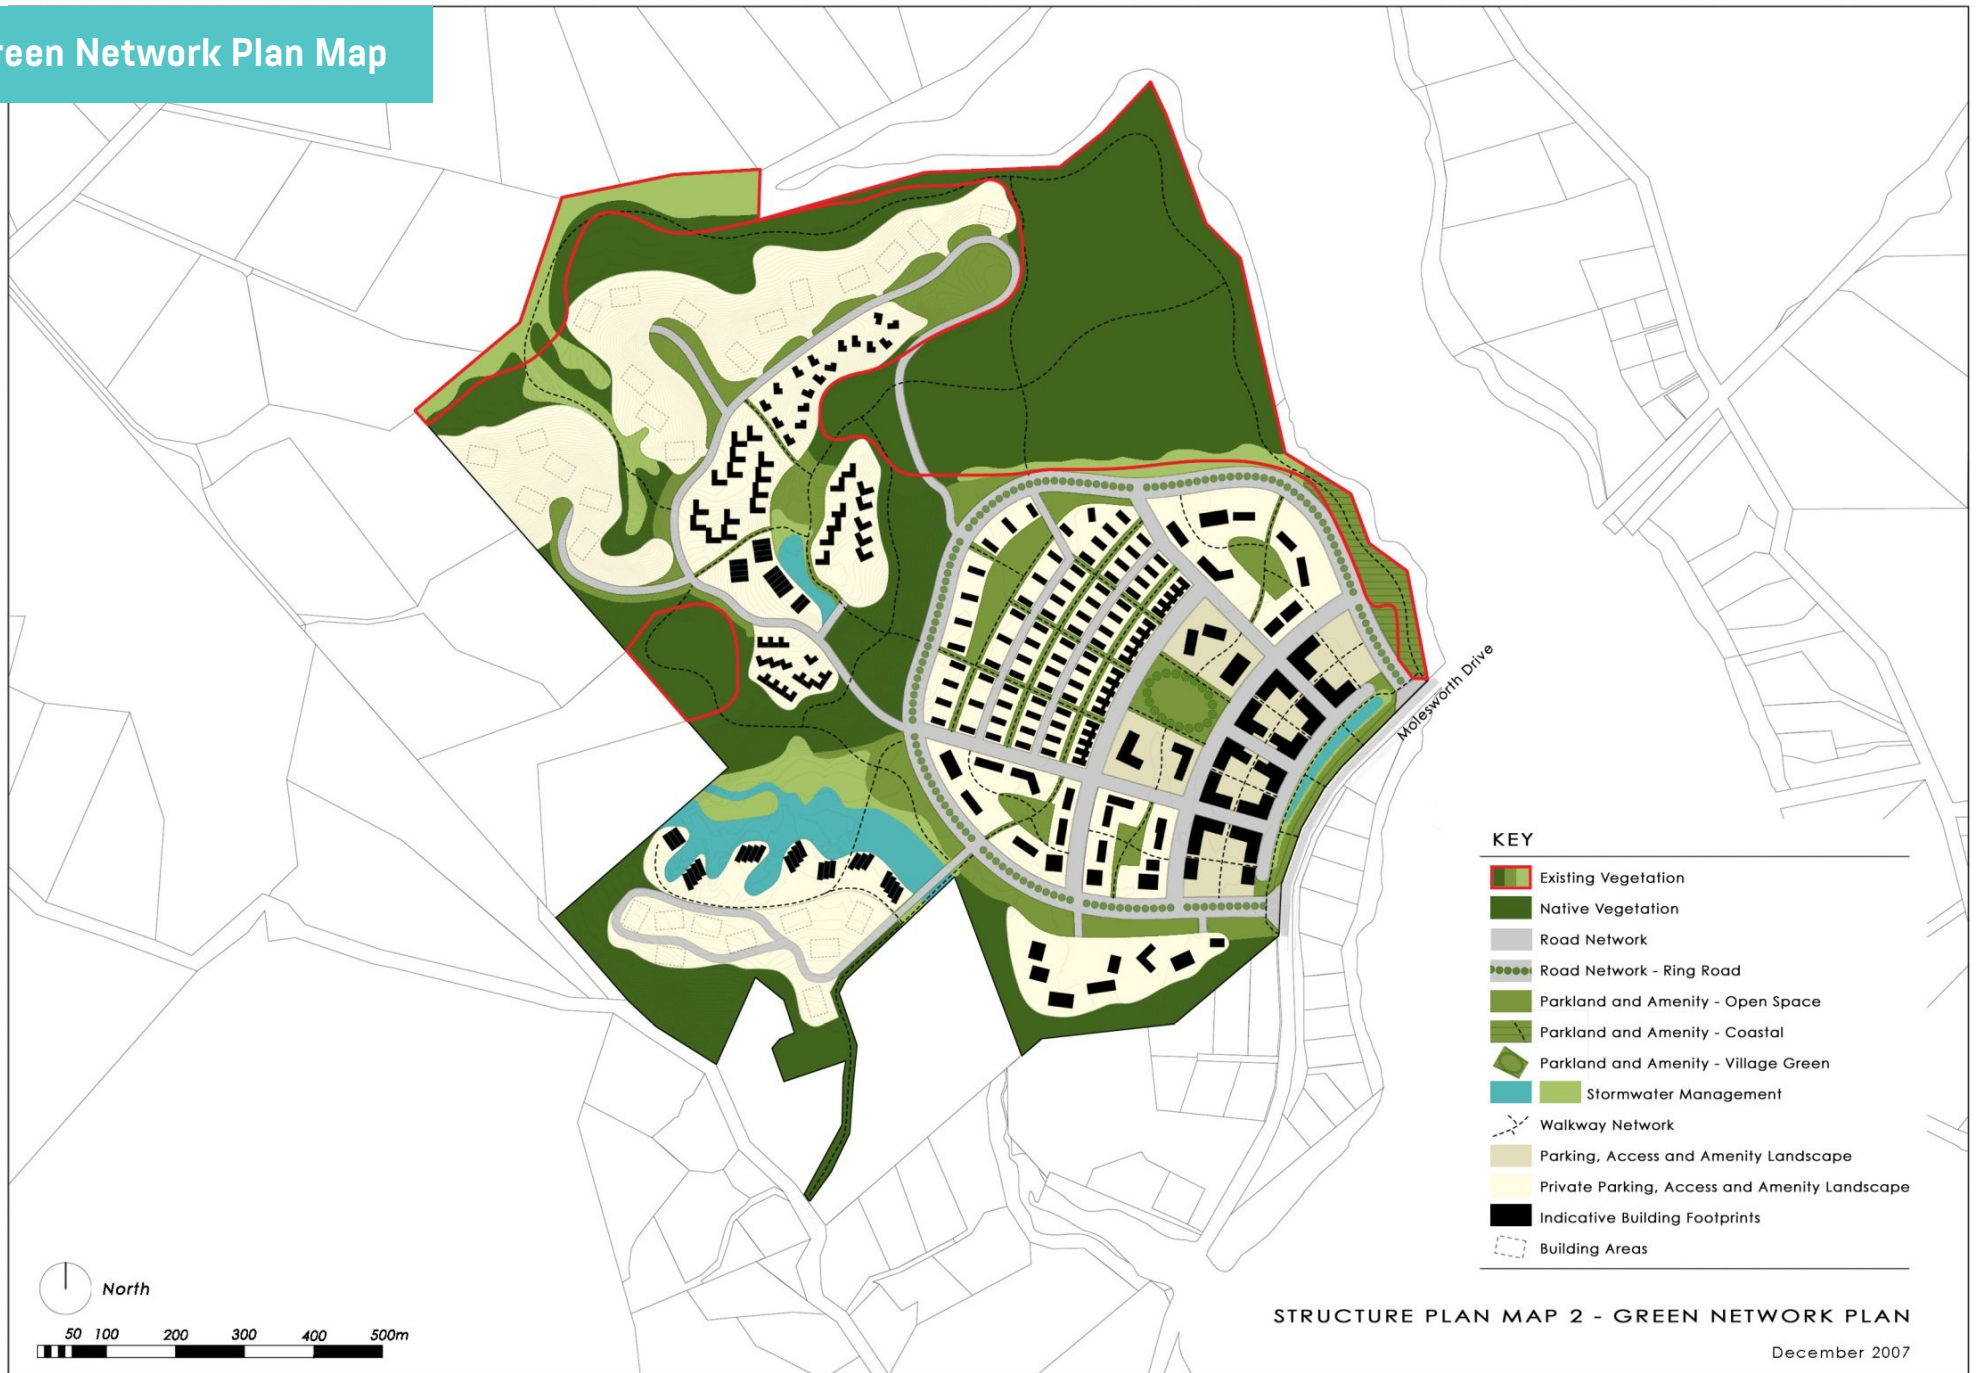 reen Network Plan Map
Molesworth Drive
KEY
Existing Vegetation
Native Vegetation
Road Network
Road Network - Ring Road
Parkland and Amenity - Open Space
Parkland and Amenity - Coastal
Parkland and Amenity - Village Green
Stormwater Management
Walkway Network
Parking, Access and Amenity Landscape
Private Parking, Access and Amenity Landscape
Indicative Building Footprints
Building Areas
North
50 100 200 300 400 500m
STRUCTURE PLAN MAP 2 - GREEN NETWORK PLAN
December 2007